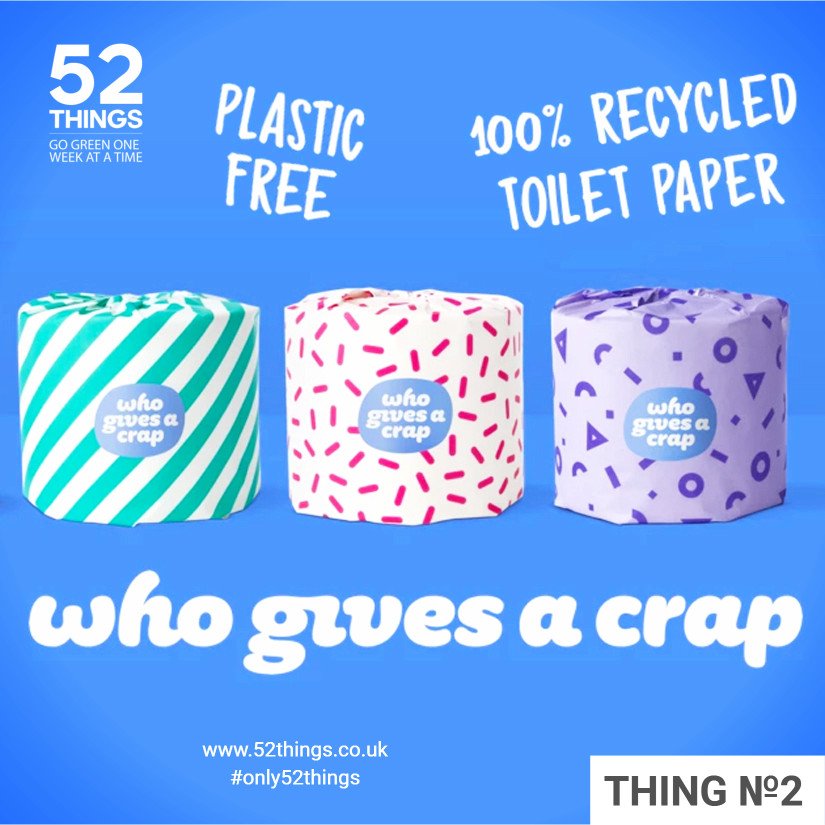 52
THINGS
GO GREEN ONE
WEEK AT A TIME
PLASTIC
FREE
100% RECYCLED
TOILET PAPER
who
gives a
crap
who
gives a
crap
who
gives a
crap
who gives a crap
www.52things.co.uk
#only52things
THING Nº2